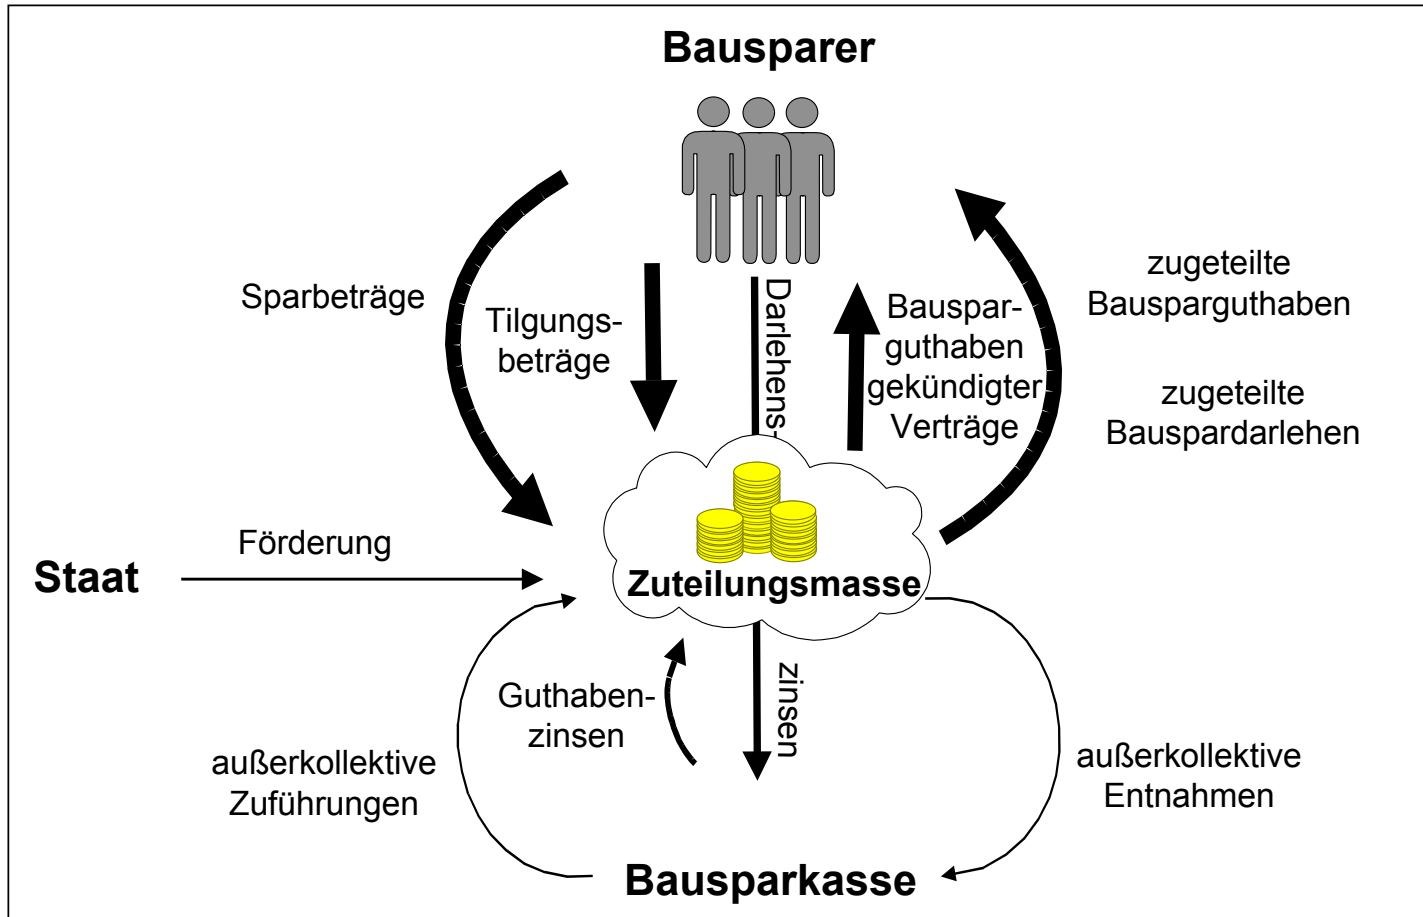 Bausparer
Sparbeträge
Tilgungs-
beträge
Darlehens-
Bauspar-
guthaben
gekündigter
Verträge
zugeteilte
Bausparguthaben
zugeteilte
Bauspardarlehen
Förderung
Staat
Zuteilungsmasse
Guthaben-
zinsen
zinsen
außerkollektive
Zuführungen
außerkollektive
Entnahmen
Bausparkasse